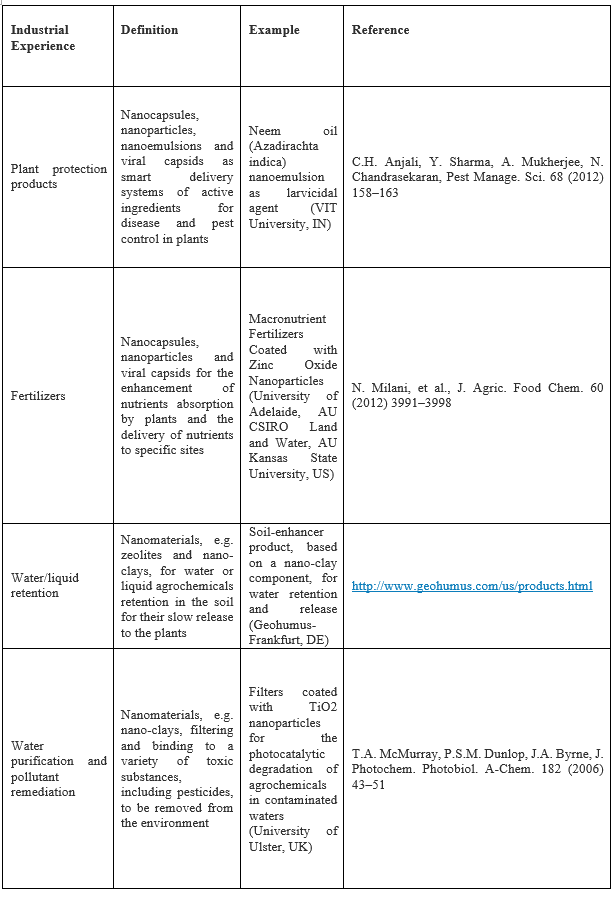 Industrial
Experience
Definition
Example
Reference
Plant protection
products
Nanocapsules,
nanoparticles,
nanoemulsions and
viral capsids as
smart delivery
systems of active
ingredients for
disease and pest
control in plants
Neem oil
(Azadirachta
indica)
nanoemulsion
as larvicidal
agent (VIT
University, IN)
C.H. Anjali, Y. Sharma, A. Mukherjee, N.
Chandrasekaran, Pest Manage. Sci. 68 (2012)
158–163
Fertilizers
Nanocapsules,
nanoparticles and
viral capsids for the
enhancement of
nutrients absorption
by plants and the
delivery of nutrients
to specific sites
Macronutrient
Fertilizers
Coated with
Zinc Oxide
Nanoparticles
(University of
Adelaide, AU
CSIRO Land
and Water, AU
Kansas State
University, US)
N. Milani, et al., J. Agric. Food Chem. 60
(2012) 3991–3998
Water/liquid
retention
Nanomaterials, e.g.
zeolites and nano-
clays, for water or
liquid agrochemicals
retention in the soil
for their slow release
to the plants
Soil-enhancer
product, based
on a nano-clay
component, for
water retention
and release
(Geohumus-
Frankfurt, DE)
http://www.geohumus.com/us/products.html
Water
purification and
pollutant
remediation
Nanomaterials, e.g.
nano-clays, filtering
and binding to a
variety of toxic
substances,
including pesticides,
to be removed from
the environment
Filters coated
with TiO2
nanoparticles
for the
photocatalytic
degradation of
agrochemicals
in contaminated
waters
(University of
Ulster, UK)
T.A. McMurray, P.S.M. Dunlop, J.A. Byrne, J.
Photochem. Photobiol. A-Chem. 182 (2006)
43–51